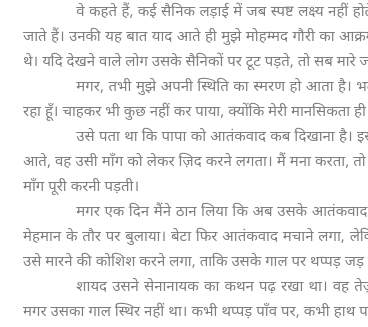 वे कहते हैं, कई सैनिक लड़ाई में जब स्पष्ट लक्ष्य नहीं
जाते हैं। उनकी यह बात याद आते ही मुझे मोहम्मद गौरी का
थे। यदि देखने वाले लोग उसके सैनिकों पर टूट पड़ते, तो सब मारे
मगर, तभी मुझे अपनी स्थिति का स्मरण हो आता है।
रहा हूँ। चाहकर भी कुछ नहीं कर पाया, क्योंकि मेरी मानसिकता ही
उसे पता था कि पापा को आतंकवाद कब दिखाना है।
आते, वह उसी माँग को लेकर ज़िद करने लगता। मैं मना करता, तो
माँग पूरी करनी पड़ती।
मगर एक दिन मैंने ठान लिया कि अब उसके आतंकवाद
मेहमान के तौर पर बुलाया। बेटा फिर आतंकवाद मचाने लगा,
उसे मारने की कोशिश करने लगा, ताकि उसके गाल पर थप्पड़ जड़
शायद उसने सेनानायक का कथन पढ़ रखा था। वह
मगर उसका गाल स्थिर नहीं था। कभी थप्पड़ पाँव पर, कभी हाथ